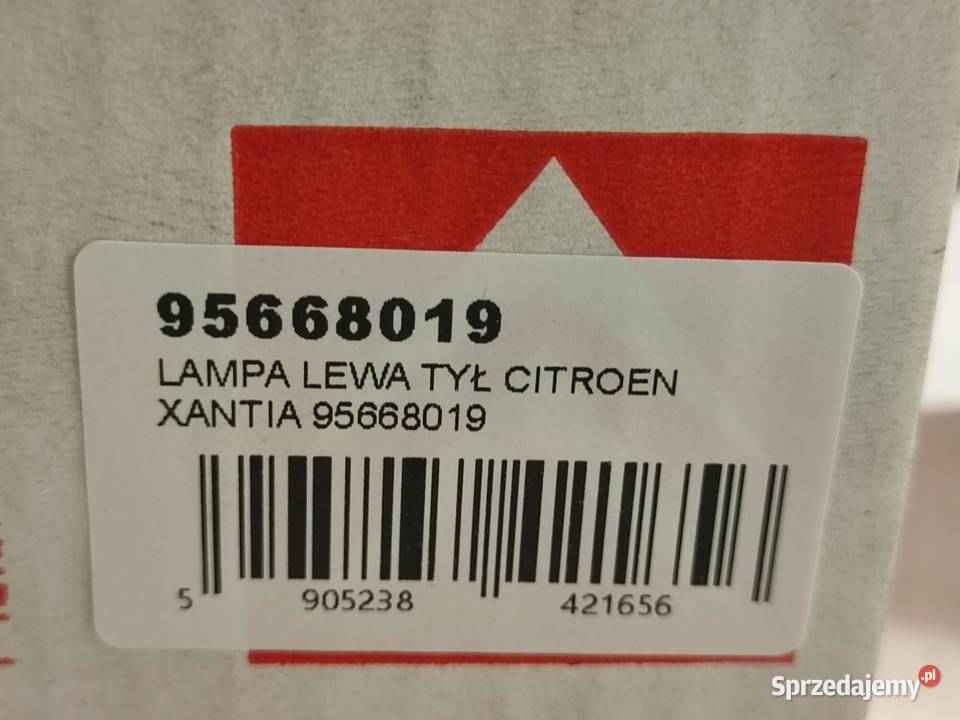 95668019
LAMPA LEWA TYŁ CITROEN
XANTIA 95668019
5 905238 421656
Sprzedajemy.pl